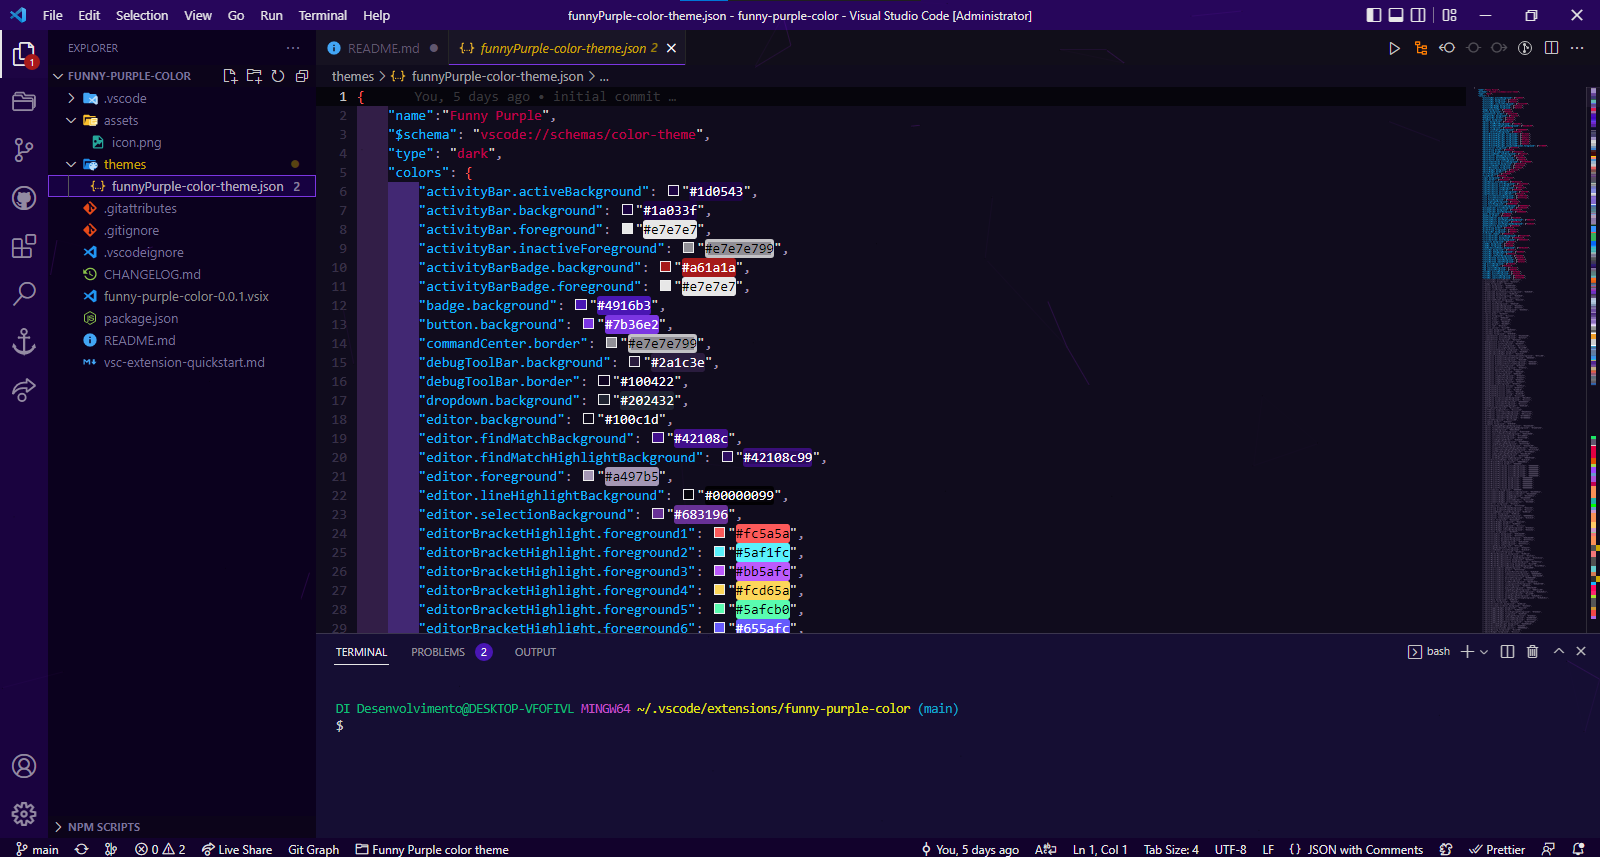 File Edit Selection View Go Run Terminal Help funnyPurple-color-theme.json - funny-purple-color - Visual Studio Code [Administrator]
EXPLORER
1
FUNNY-PURPLE-COLOR
.vscode
assets
icon.png
themes
funnyPurple-color-theme.json 2
.gitattributes
.gitignore
.vscodeignore
CHANGELOG.md
funny-purple-color-0.0.1.vsix
package.json
README.md
vsc-extension-quickstart.md
NPM SCRIPTS
README.md funnyPurple-color-theme.json 2
themes > {} funnyPurple-color-theme.json > ...
1 { You, 5 days ago • initial commit …
2 "name":"Funny Purple",
3 "$schema": "vscode://schemas/color-theme",
4 "type": "dark",
5 "colors": {
6 "activityBar.activeBackground": "#1d0543",
7 "activityBar.background": "#1a033f",
8 "activityBar.foreground": "#e7e7e7",
9 "activityBar.inactiveForeground": "#e7e7e799",
10 "activityBarBadge.background": "#a61a1a",
11 "activityBarBadge.foreground": "#e7e7e7",
12 "badge.background": "#4916b3",
13 "button.background": "#7b36e2",
14 "commandCenter.border": "#e7e7e799",
15 "debugToolBar.background": "#2a1c3e",
16 "debugToolBar.border": "#100422",
17 "dropdown.background": "#202432",
18 "editor.background": "#100c1d",
19 "editor.findMatchBackground": "#42108c",
20 "editor.findMatchHighlightBackground": "#42108c99",
21 "editor.foreground": "#a497b5",
22 "editor.lineHighlightBackground": "#00000099",
23 "editor.selectionBackground": "#683196",
24 "editorBracketHighlight.foreground1": "#fc5a5a",
25 "editorBracketHighlight.foreground2": "#5af1fc",
26 "editorBracketHighlight.foreground3": "#bb5afc",
27 "editorBracketHighlight.foreground4": "#fcd65a",
28 "editorBracketHighlight.foreground5": "#5afcb0",
29 "editorBracketHighlight.foreground6": "#655afc",
TERMINAL PROBLEMS 2 OUTPUT bash
DI Desenvolvimento@DESKTOP-VFOFIVL MINGW64 ~/.vscode/extensions/funny-purple-color (main)
$
main 0 2 Live Share Git Graph Funny Purple color theme You, 5 days ago Ln 1, Col 1 Tab Size: 4 UTF-8 LF {} JSON with Comments Prettier